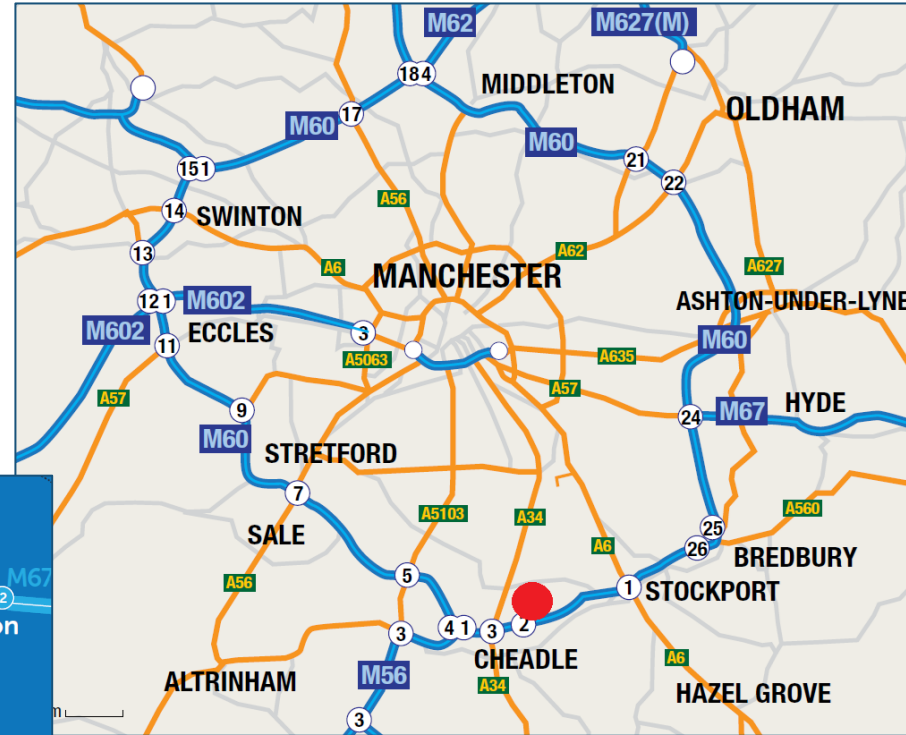 M62
M627(M)
18 4
MIDDLETON
OLDHAM
17
M60
M60
21
15 1
22
A56
14
SWINTON
13
A62
A6
MANCHESTER
A627
12 1
M602
ASHTON-UNDER-LYNE
M602
ECCLES
3
M60
11
A5063
A635
A57
A57
9
24
M67
HYDE
M60
STRETFORD
7
A5103
A34
A560
SALE
25
A6
26
BREDBURY
M67
A56
5
2
1
STOCKPORT
on
3
4 1
3
2
CHEADLE
A6
ALTRINHAM
M56
A34
HAZEL GROVE
m
3